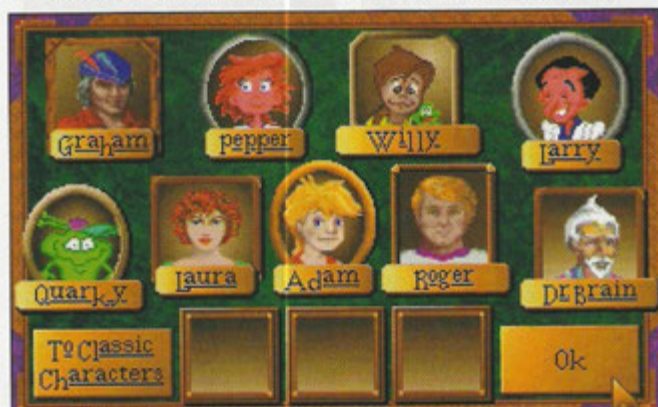 Graham
pepper
Willy
Larry
Quarky
Laura
Adam
Roger
Dr Brain
To Classic
Characters
Ok